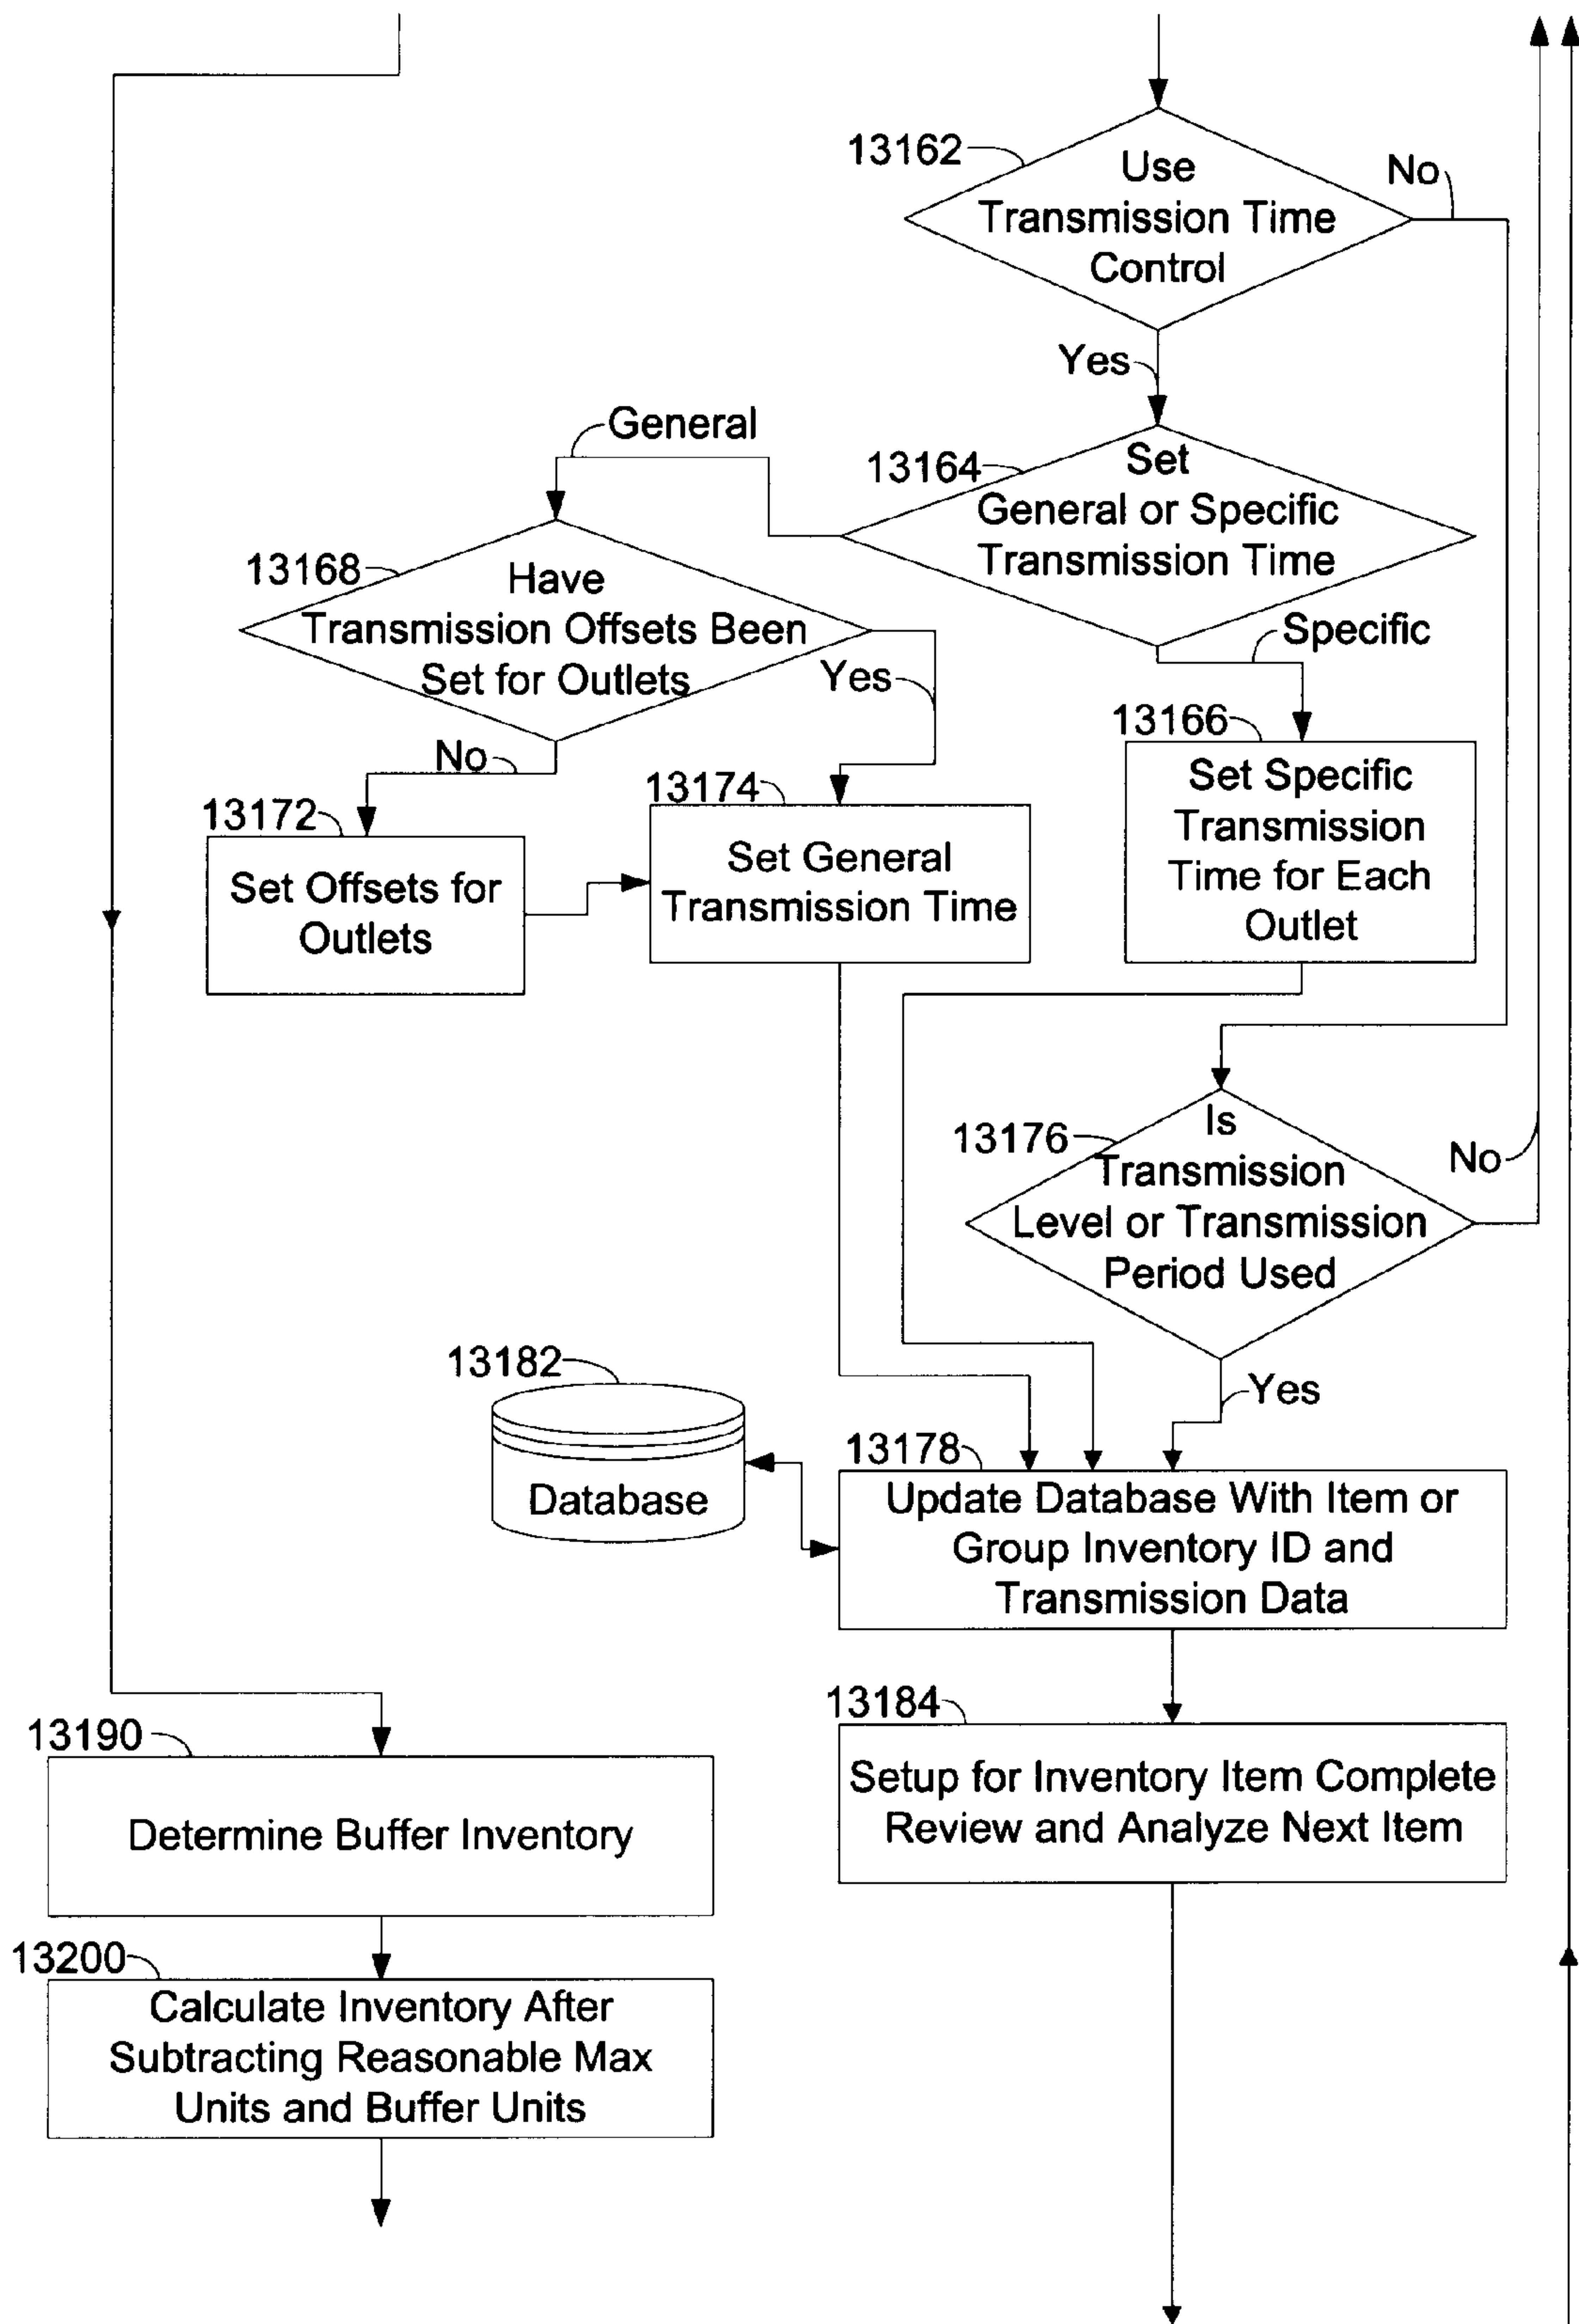 13162
Use
Transmission Time
Control
No
Yes
General
13164
Set
General or Specific
Transmission Time
13168
Have
Transmission Offsets Been
Set for Outlets
Yes
Specific
No
13166
Set Specific
Transmission
Time for Each
Outlet
13172
Set Offsets for
Outlets
13174
Set General
Transmission Time
13176
Is
Transmission
Level or Transmission
Period Used
No
Yes
13182
Database
13178
Update Database With Item or
Group Inventory ID and
Transmission Data
13184
Setup for Inventory Item Complete
Review and Analyze Next Item
13190
Determine Buffer Inventory
13200
Calculate Inventory After
Subtracting Reasonable Max
Units and Buffer Units